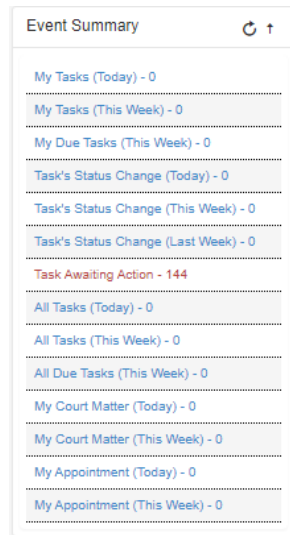 Event Summary
My Tasks (Today) - 0
My Tasks (This Week) - 0
My Due Tasks (This Week) - 0
Task's Status Change (Today) - 0
Task's Status Change (This Week) - 0
Task's Status Change (Last Week) - 0
Task Awaiting Action - 144
All Tasks (Today) - 0
All Tasks (This Week) - 0
All Due Tasks (This Week) - 0
My Court Matter (Today) - 0
My Court Matter (This Week) - 0
My Appointment (Today) - 0
My Appointment (This Week) - 0